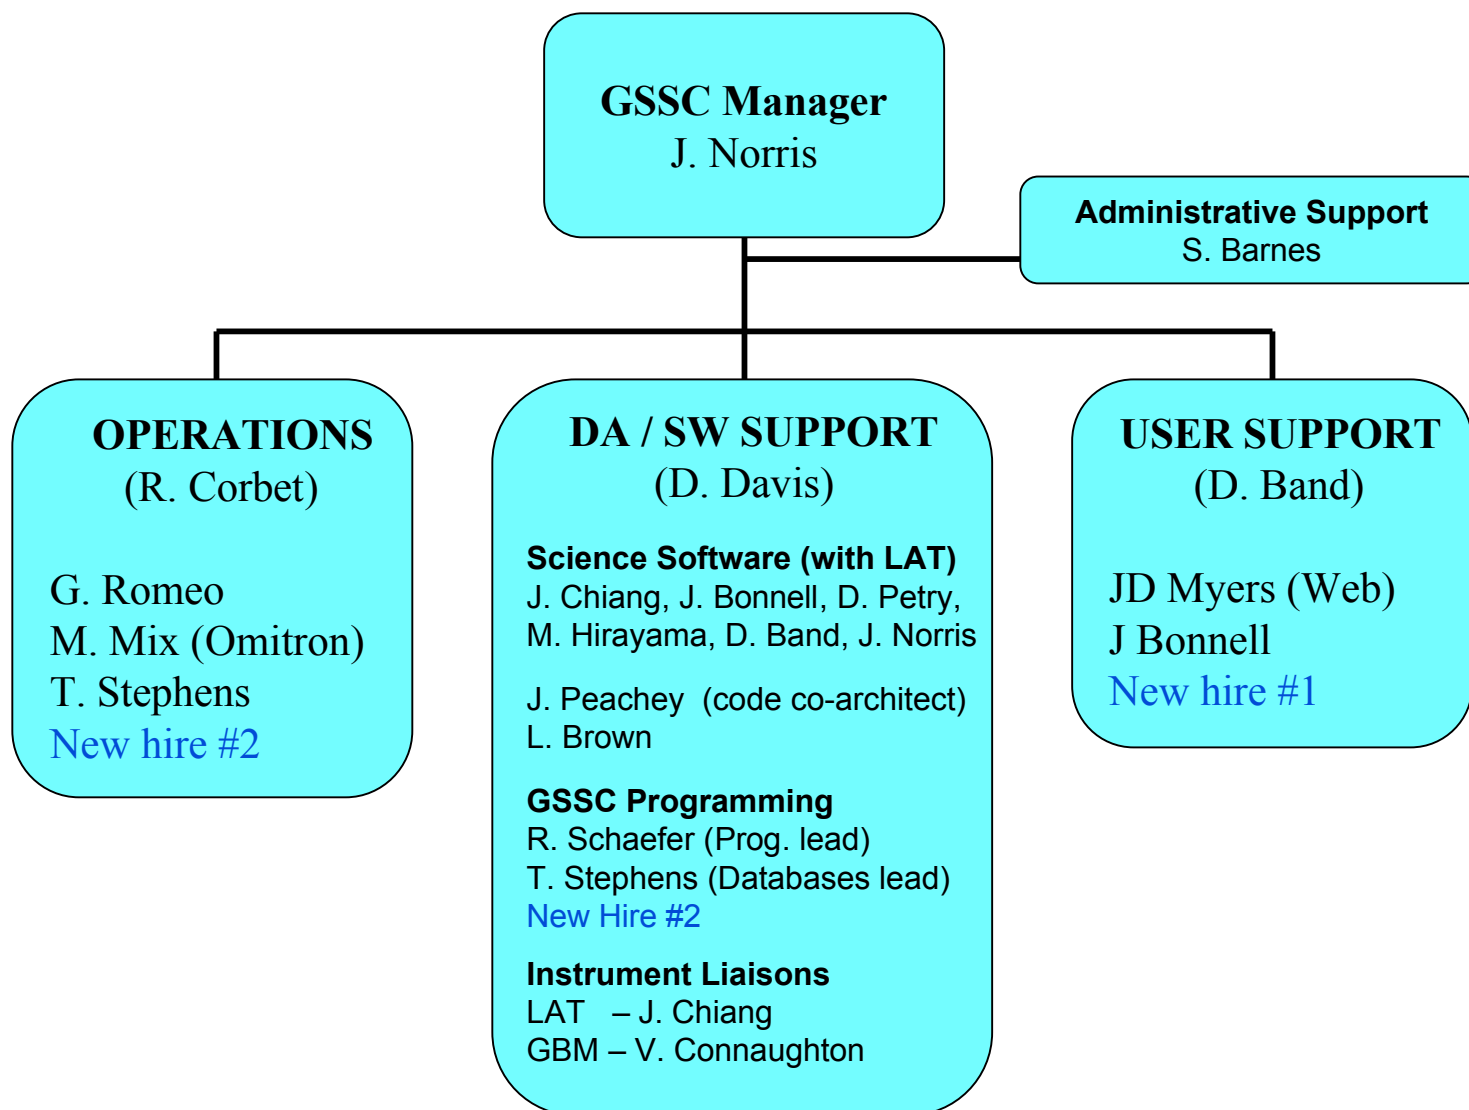 GSSC Manager
J. Norris
Administrative Support
S. Barnes
OPERATIONS
(R. Corbet)
G. Romeo
M. Mix (Omitron)
T. Stephens
New hire #2
DA / SW SUPPORT
(D. Davis)
Science Software (with LAT)
J. Chiang, J. Bonnell, D. Petry,
M. Hirayama, D. Band, J. Norris
J. Peachey (code co-architect)
L. Brown
GSSC Programming
R. Schaefer (Prog. lead)
T. Stephens (Databases lead)
New Hire #2
Instrument Liaisons
LAT – J. Chiang
GBM – V. Connaughton
USER SUPPORT
(D. Band)
JD Myers (Web)
J Bonnell
New hire #1